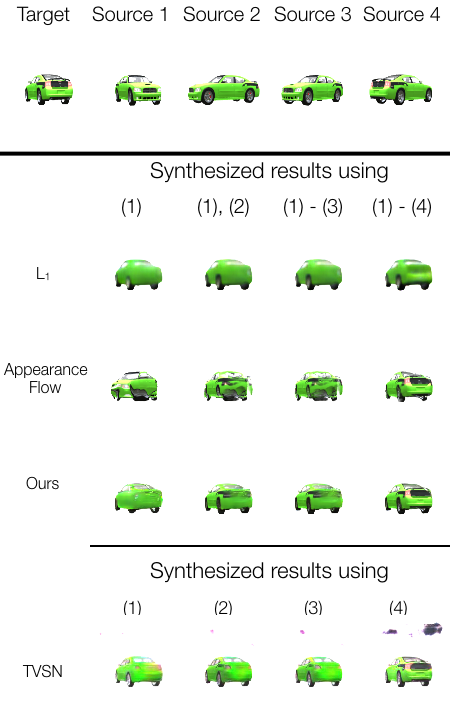 Target Source 1 Source 2 Source 3 Source 4
Synthesized results using
(1) (1), (2) (1) - (3) (1) - (4)
L₁
Appearance
Flow
Ours
Synthesized results using
(1) (2) (3) (4)
TVSN